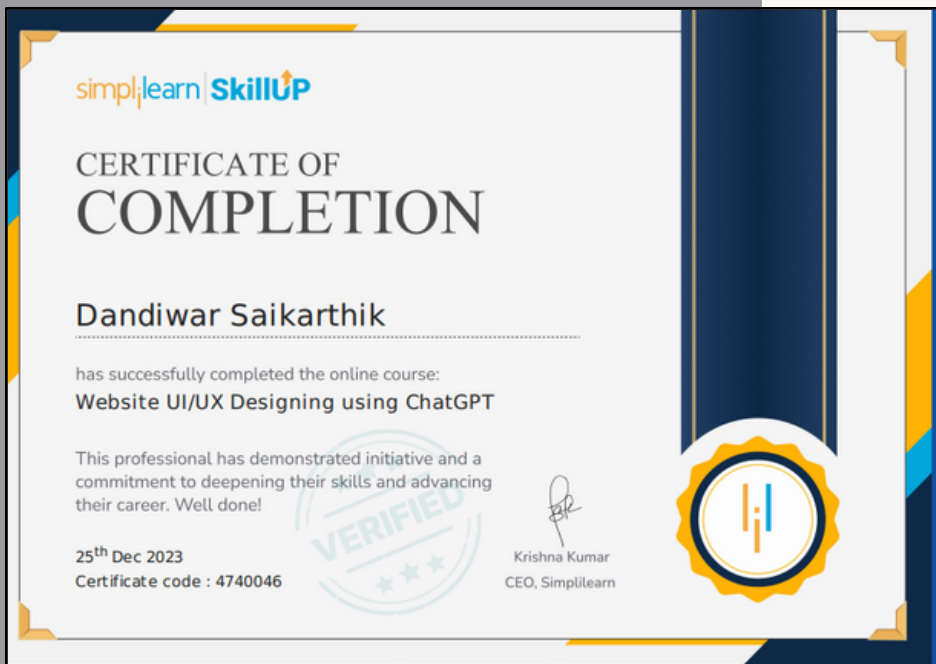 simplilearn | SkillUP
CERTIFICATE OF
COMPLETION
Dandiwar Saikarthik
has successfully completed the online course:
Website UI/UX Designing using ChatGPT
This professional has demonstrated initiative and a
commitment to deepening their skills and advancing
their career. Well done!
VERIFIED
25th Dec 2023
Certificate code : 4740046
Krishna Kumar
CEO, Simplilearn